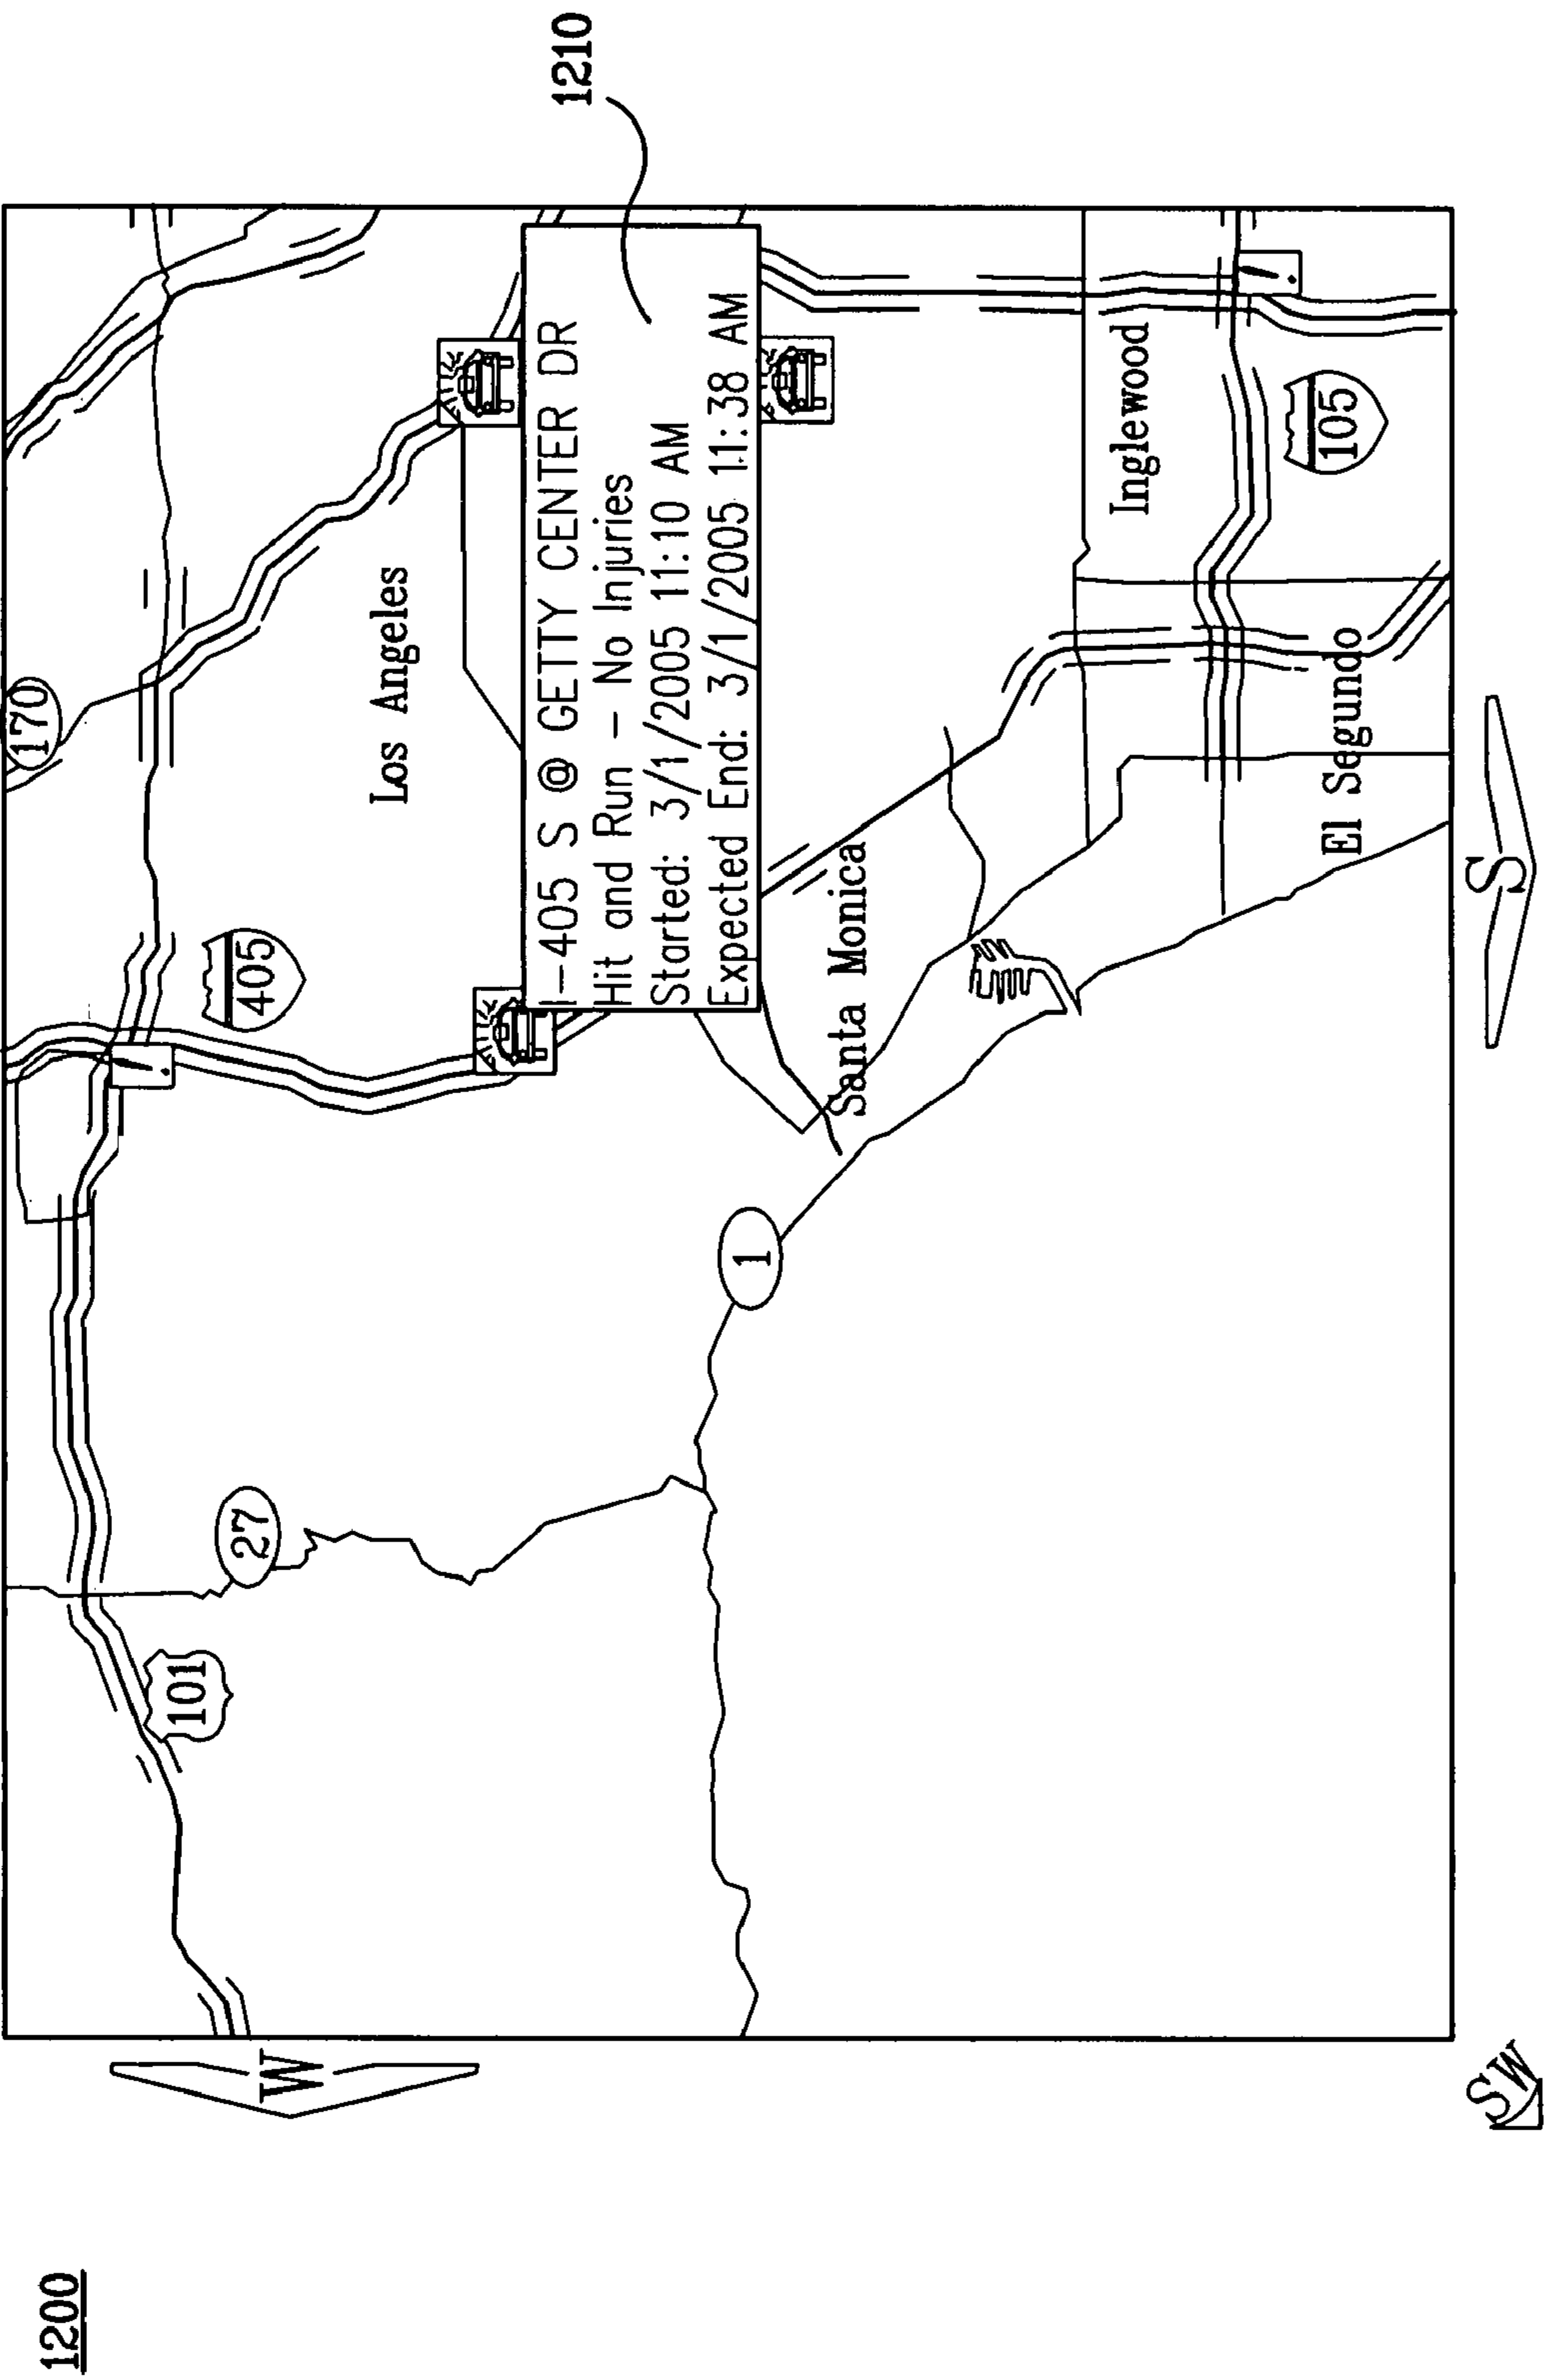 1200
170
101
405
27
Los Angeles
1210
I-405 S @ GETTY CENTER DR
Hit and Run - No Injuries
Started: 3/1/2005 11:10 AM
Expected End: 3/1/2005 11:38 AM
W
1
Santa Monica
Inglewood
105
El Segundo
!
!
SW
S